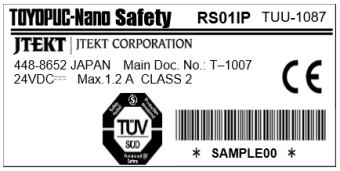 TOYOPUC-Nano Safety RS01IP TUU-1087
JTEKT JTEKT CORPORATION
448-8652 JAPAN Main Doc. No.: T-1007
24VDC⎓ Max.1.2 A CLASS 2
CE
TÜV
SÜD
* SAMPLE00 *